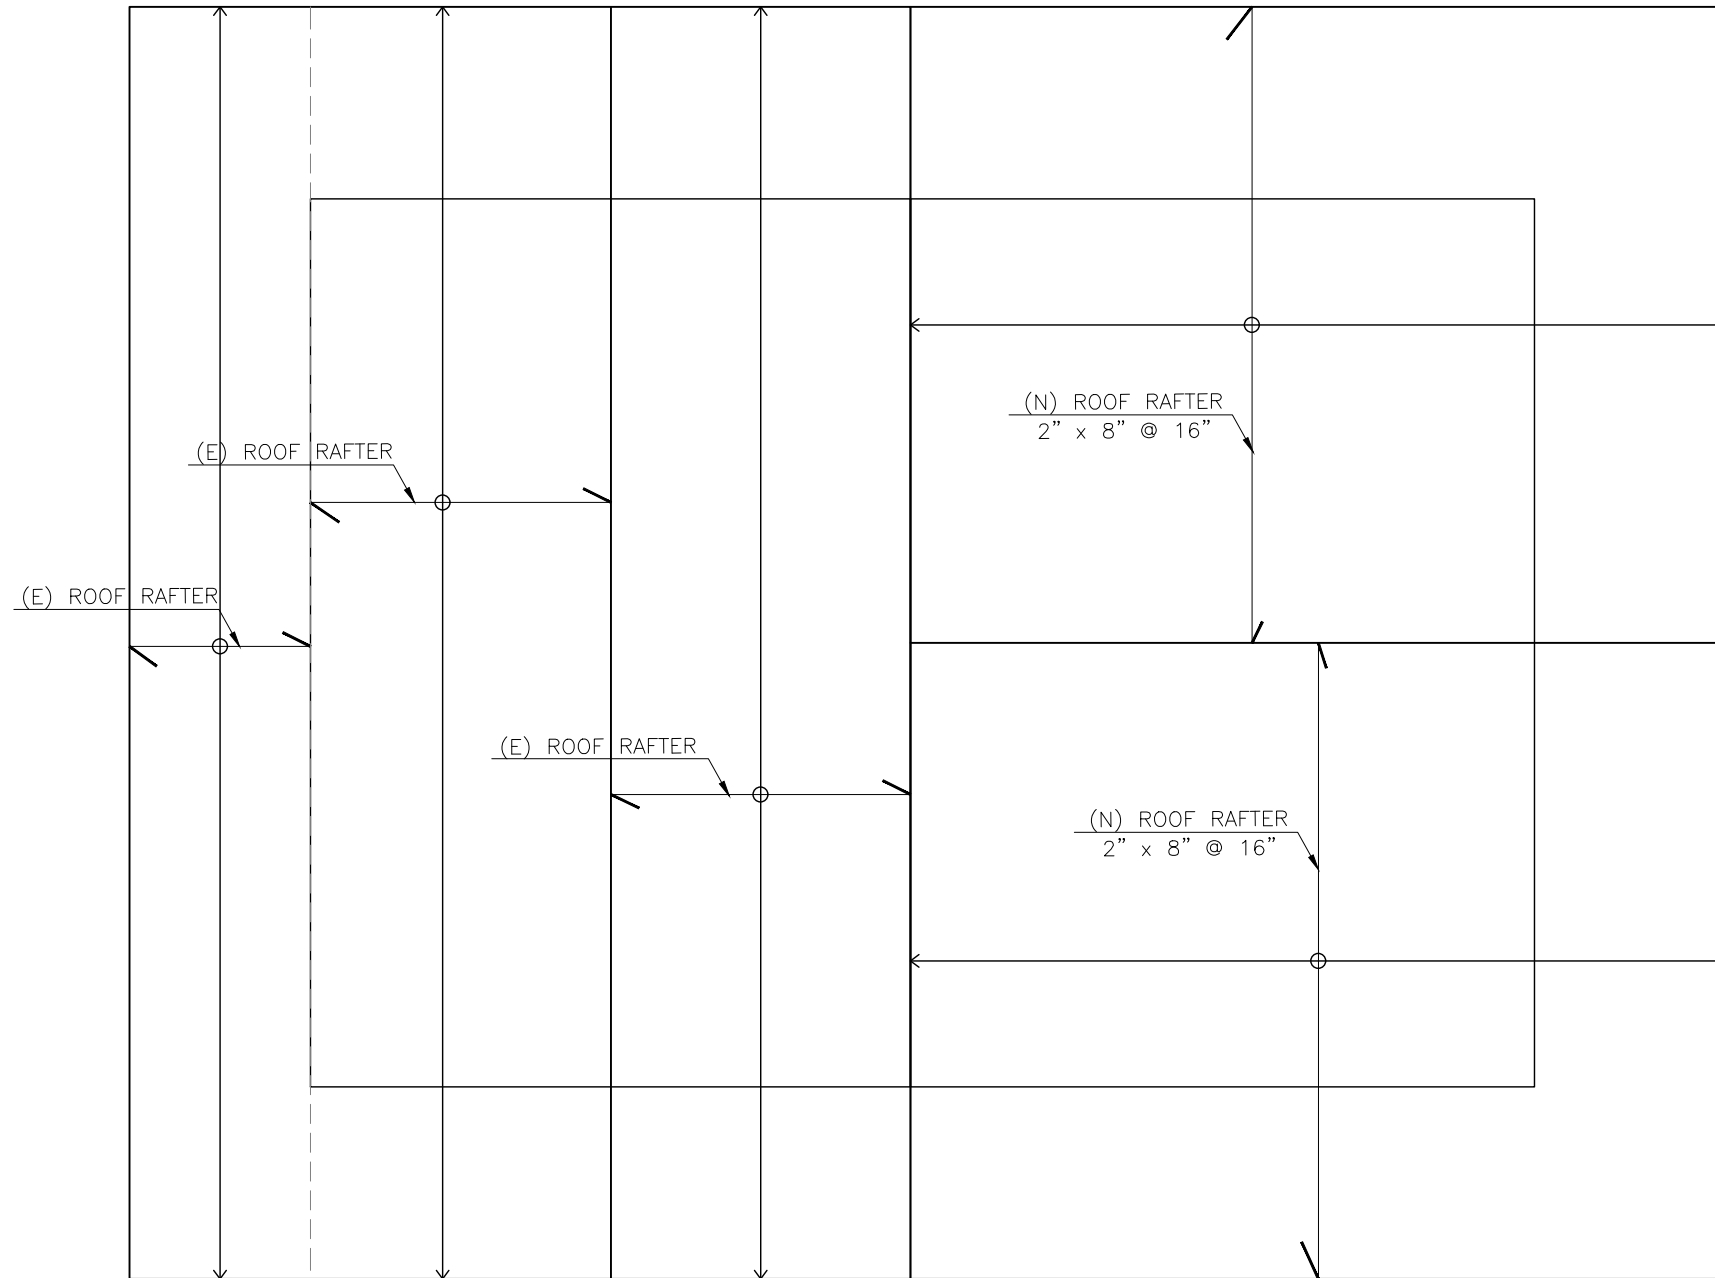 (N) ROOF RAFTER
2” x 8” @ 16”
(E) ROOF RAFTER
(E) ROOF RAFTER
(E) ROOF RAFTER
(N) ROOF RAFTER
2” x 8” @ 16”